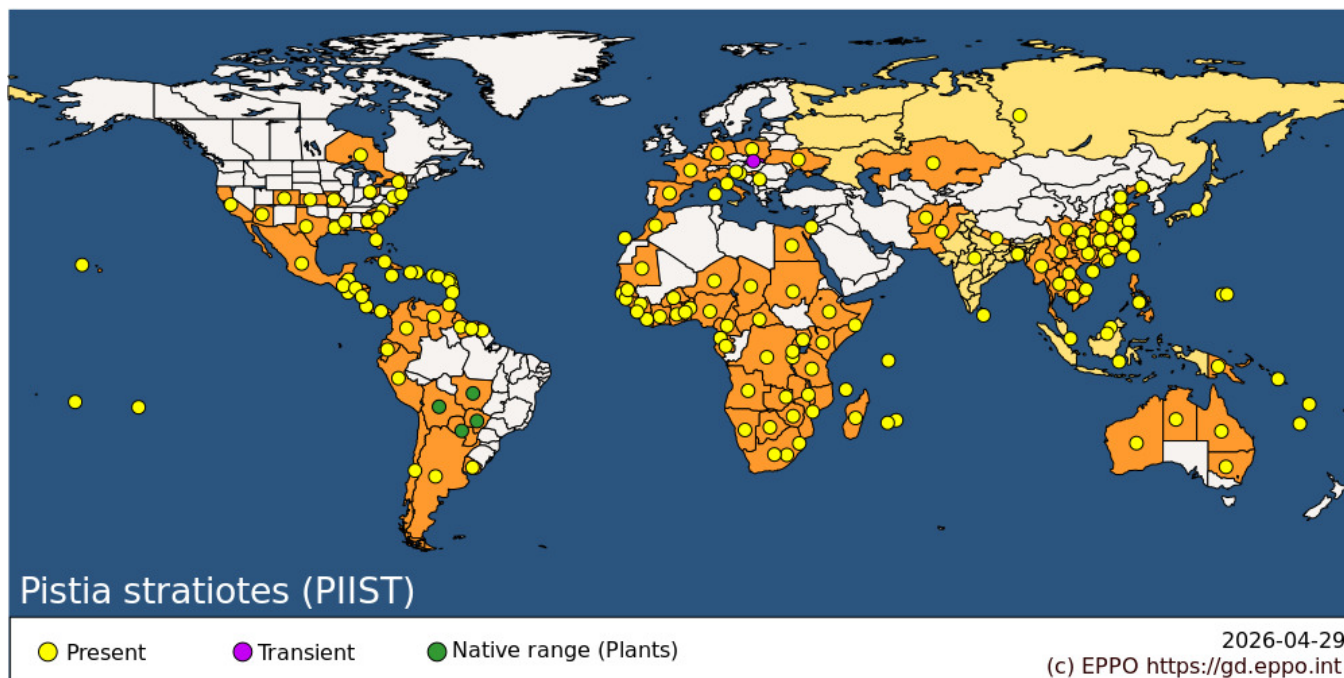 Pistia stratiotes (PIIST)
Present
Transient
Native range (Plants)
2026-04-29
(c) EPPO https://gd.eppo.int